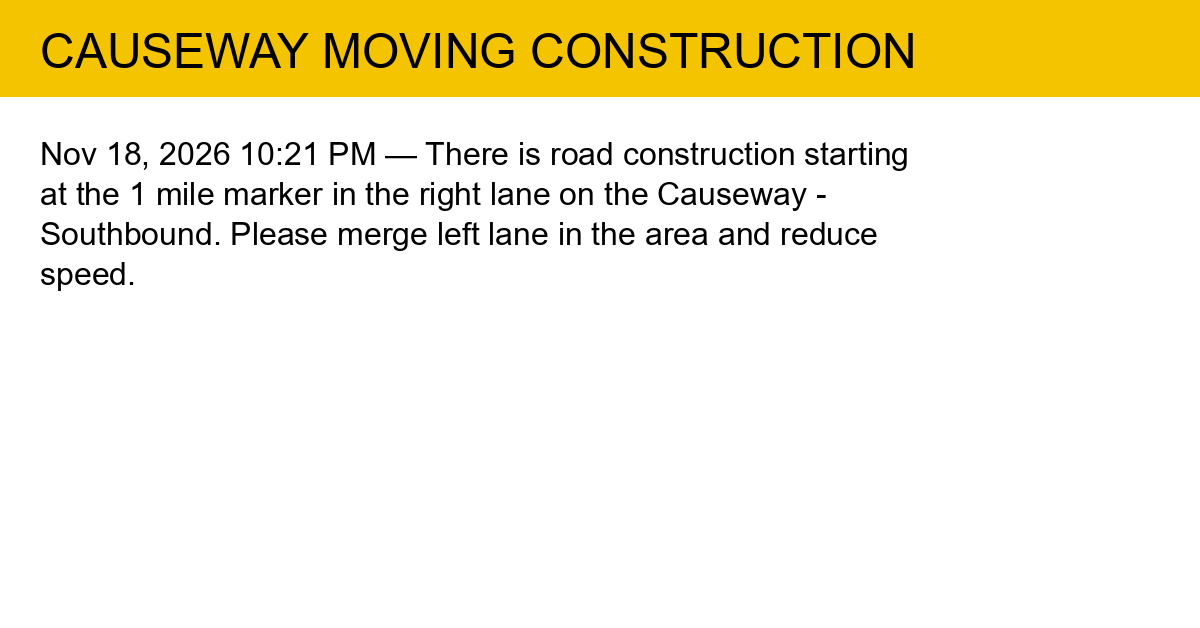 CAUSEWAY MOVING CONSTRUCTION
Nov 18, 2026 10:21 PM — There is road construction starting
at the 1 mile marker in the right lane on the Causeway -
Southbound. Please merge left lane in the area and reduce
speed.